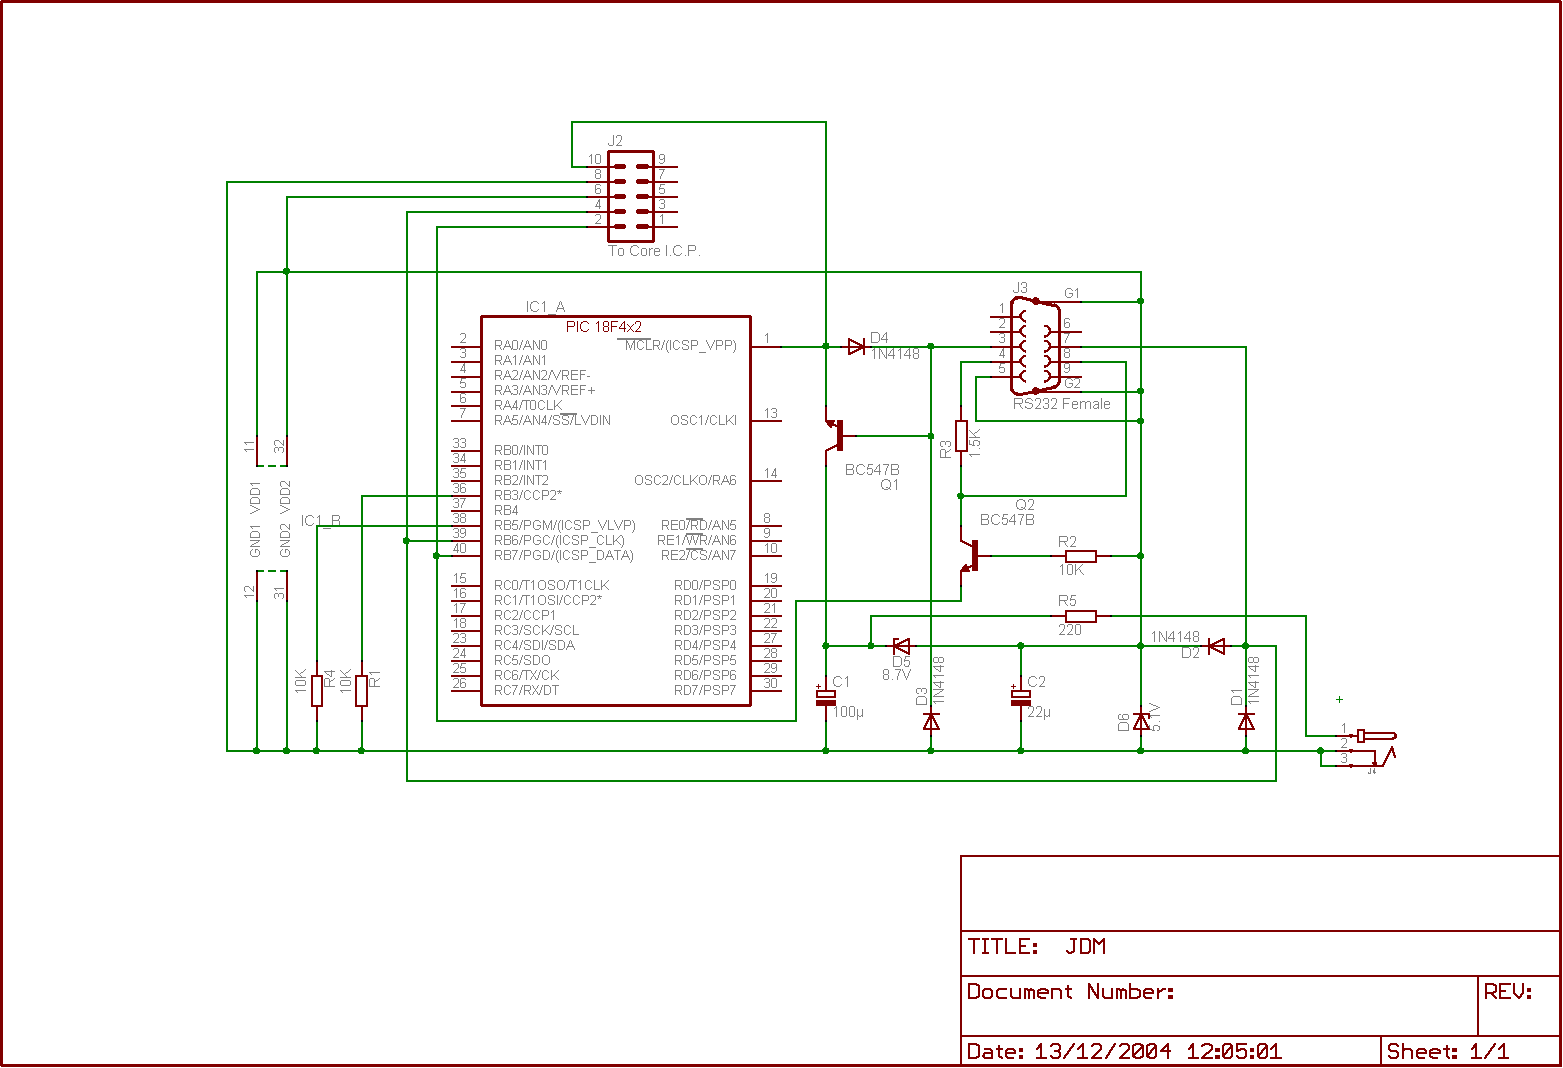 J2
10 9
8 7
6 5
4 3
2 1
To Core I.C.P.
IC1_A
PIC 18F4x2
2 RA0/AN0 MCLR/(ICSP_VPP) 1
3 RA1/AN1
4 RA2/AN2/VREF-
5 RA3/AN3/VREF+
6 RA4/T0CLK
7 RA5/AN4/SS/LVDIN OSC1/CLKI 13
33 RB0/INT0
34 RB1/INT1
35 RB2/INT2 OSC2/CLKO/RA6 14
36 RB3/CCP2*
37 RB4
38 RB5/PGM/(ICSP_VLVP) RE0/RD/AN5 8
39 RB6/PGC/(ICSP_CLK) RE1/WR/AN6 9
40 RB7/PGD/(ICSP_DATA) RE2/CS/AN7 10
15 RC0/T1OSO/T1CLK RD0/PSP0 19
16 RC1/T1OSI/CCP2* RD1/PSP1 20
17 RC2/CCP1 RD2/PSP2 21
18 RC3/SCK/SCL RD3/PSP3 22
23 RC4/SDI/SDA RD4/PSP4 27
24 RC5/SDO RD5/PSP5 28
25 RC6/TX/CK RD6/PSP6 29
26 RC7/RX/DT RD7/PSP7 30
11 32
VDD1 VDD2
GND1 GND2
12 31
IC1_B
10K R4
10K R1
D4
1N4148
J3
G1
1
2 6
3 7
4 8
5 9
G2
RS232 Female
BC547B
Q1
R3 1.5K
Q2
BC547B
R2
10K
R5
220
D5
8.7V
1N4148
D2
C1
100µ
D3 1N4148
C2
22µ
D6 5.1V
D1 1N4148
+
1
2
3
J4
TITLE: JDM
Document Number:
REV:
Date: 13/12/2004 12:05:01
Sheet: 1/1